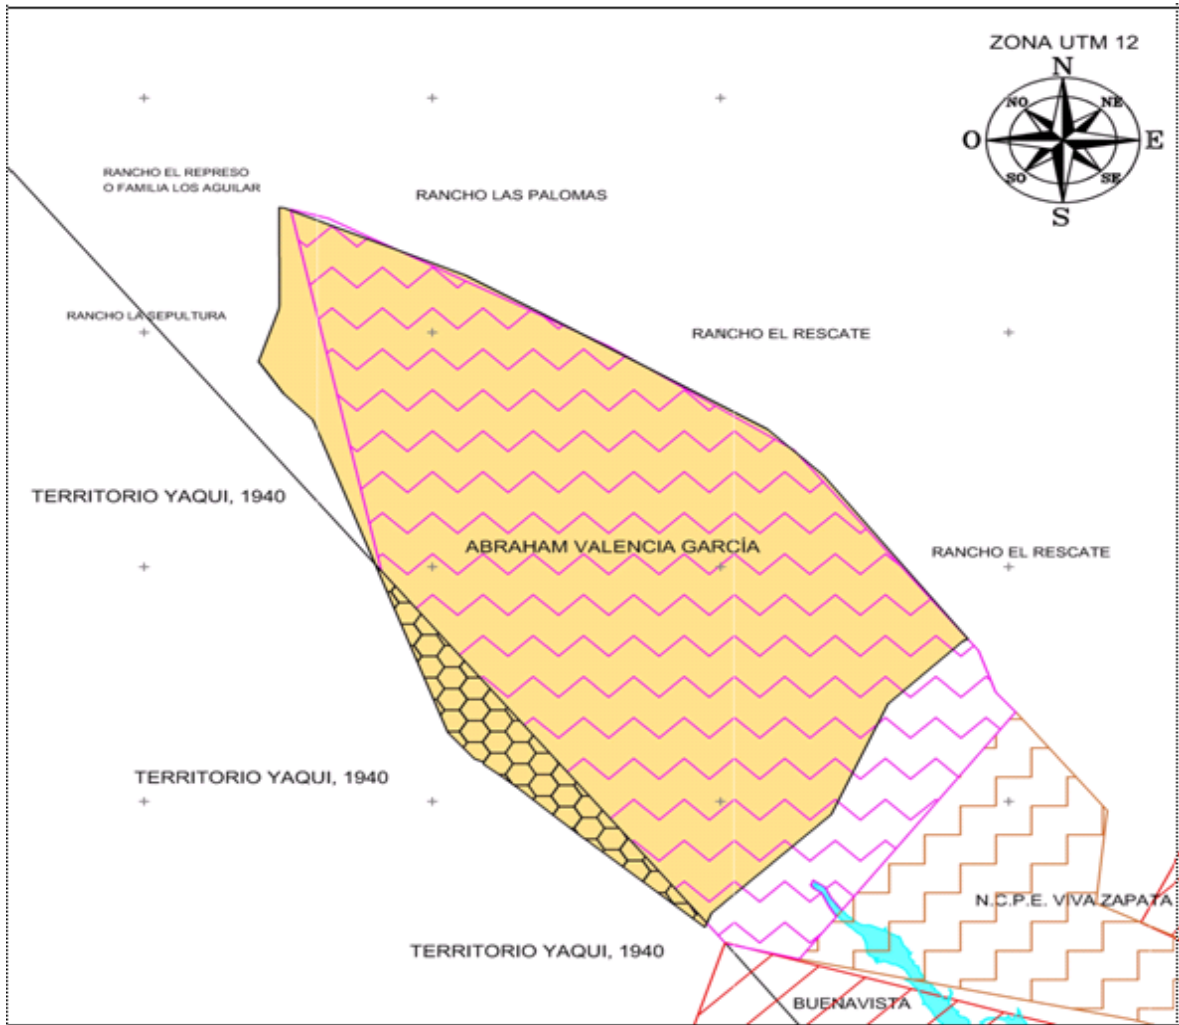 ZONA UTM 12
N
NO
NE
O
E
SO
SE
S
RANCHO EL REPRESO
O FAMILIA LOS AGUILAR
RANCHO LAS PALOMAS
RANCHO LA SEPULTURA
RANCHO EL RESCATE
TERRITORIO YAQUI, 1940
ABRAHAM VALENCIA GARCÍA
RANCHO EL RESCATE
TERRITORIO YAQUI, 1940
N.C.P.E. VIVA ZAPATA
TERRITORIO YAQUI, 1940
BUENAVISTA